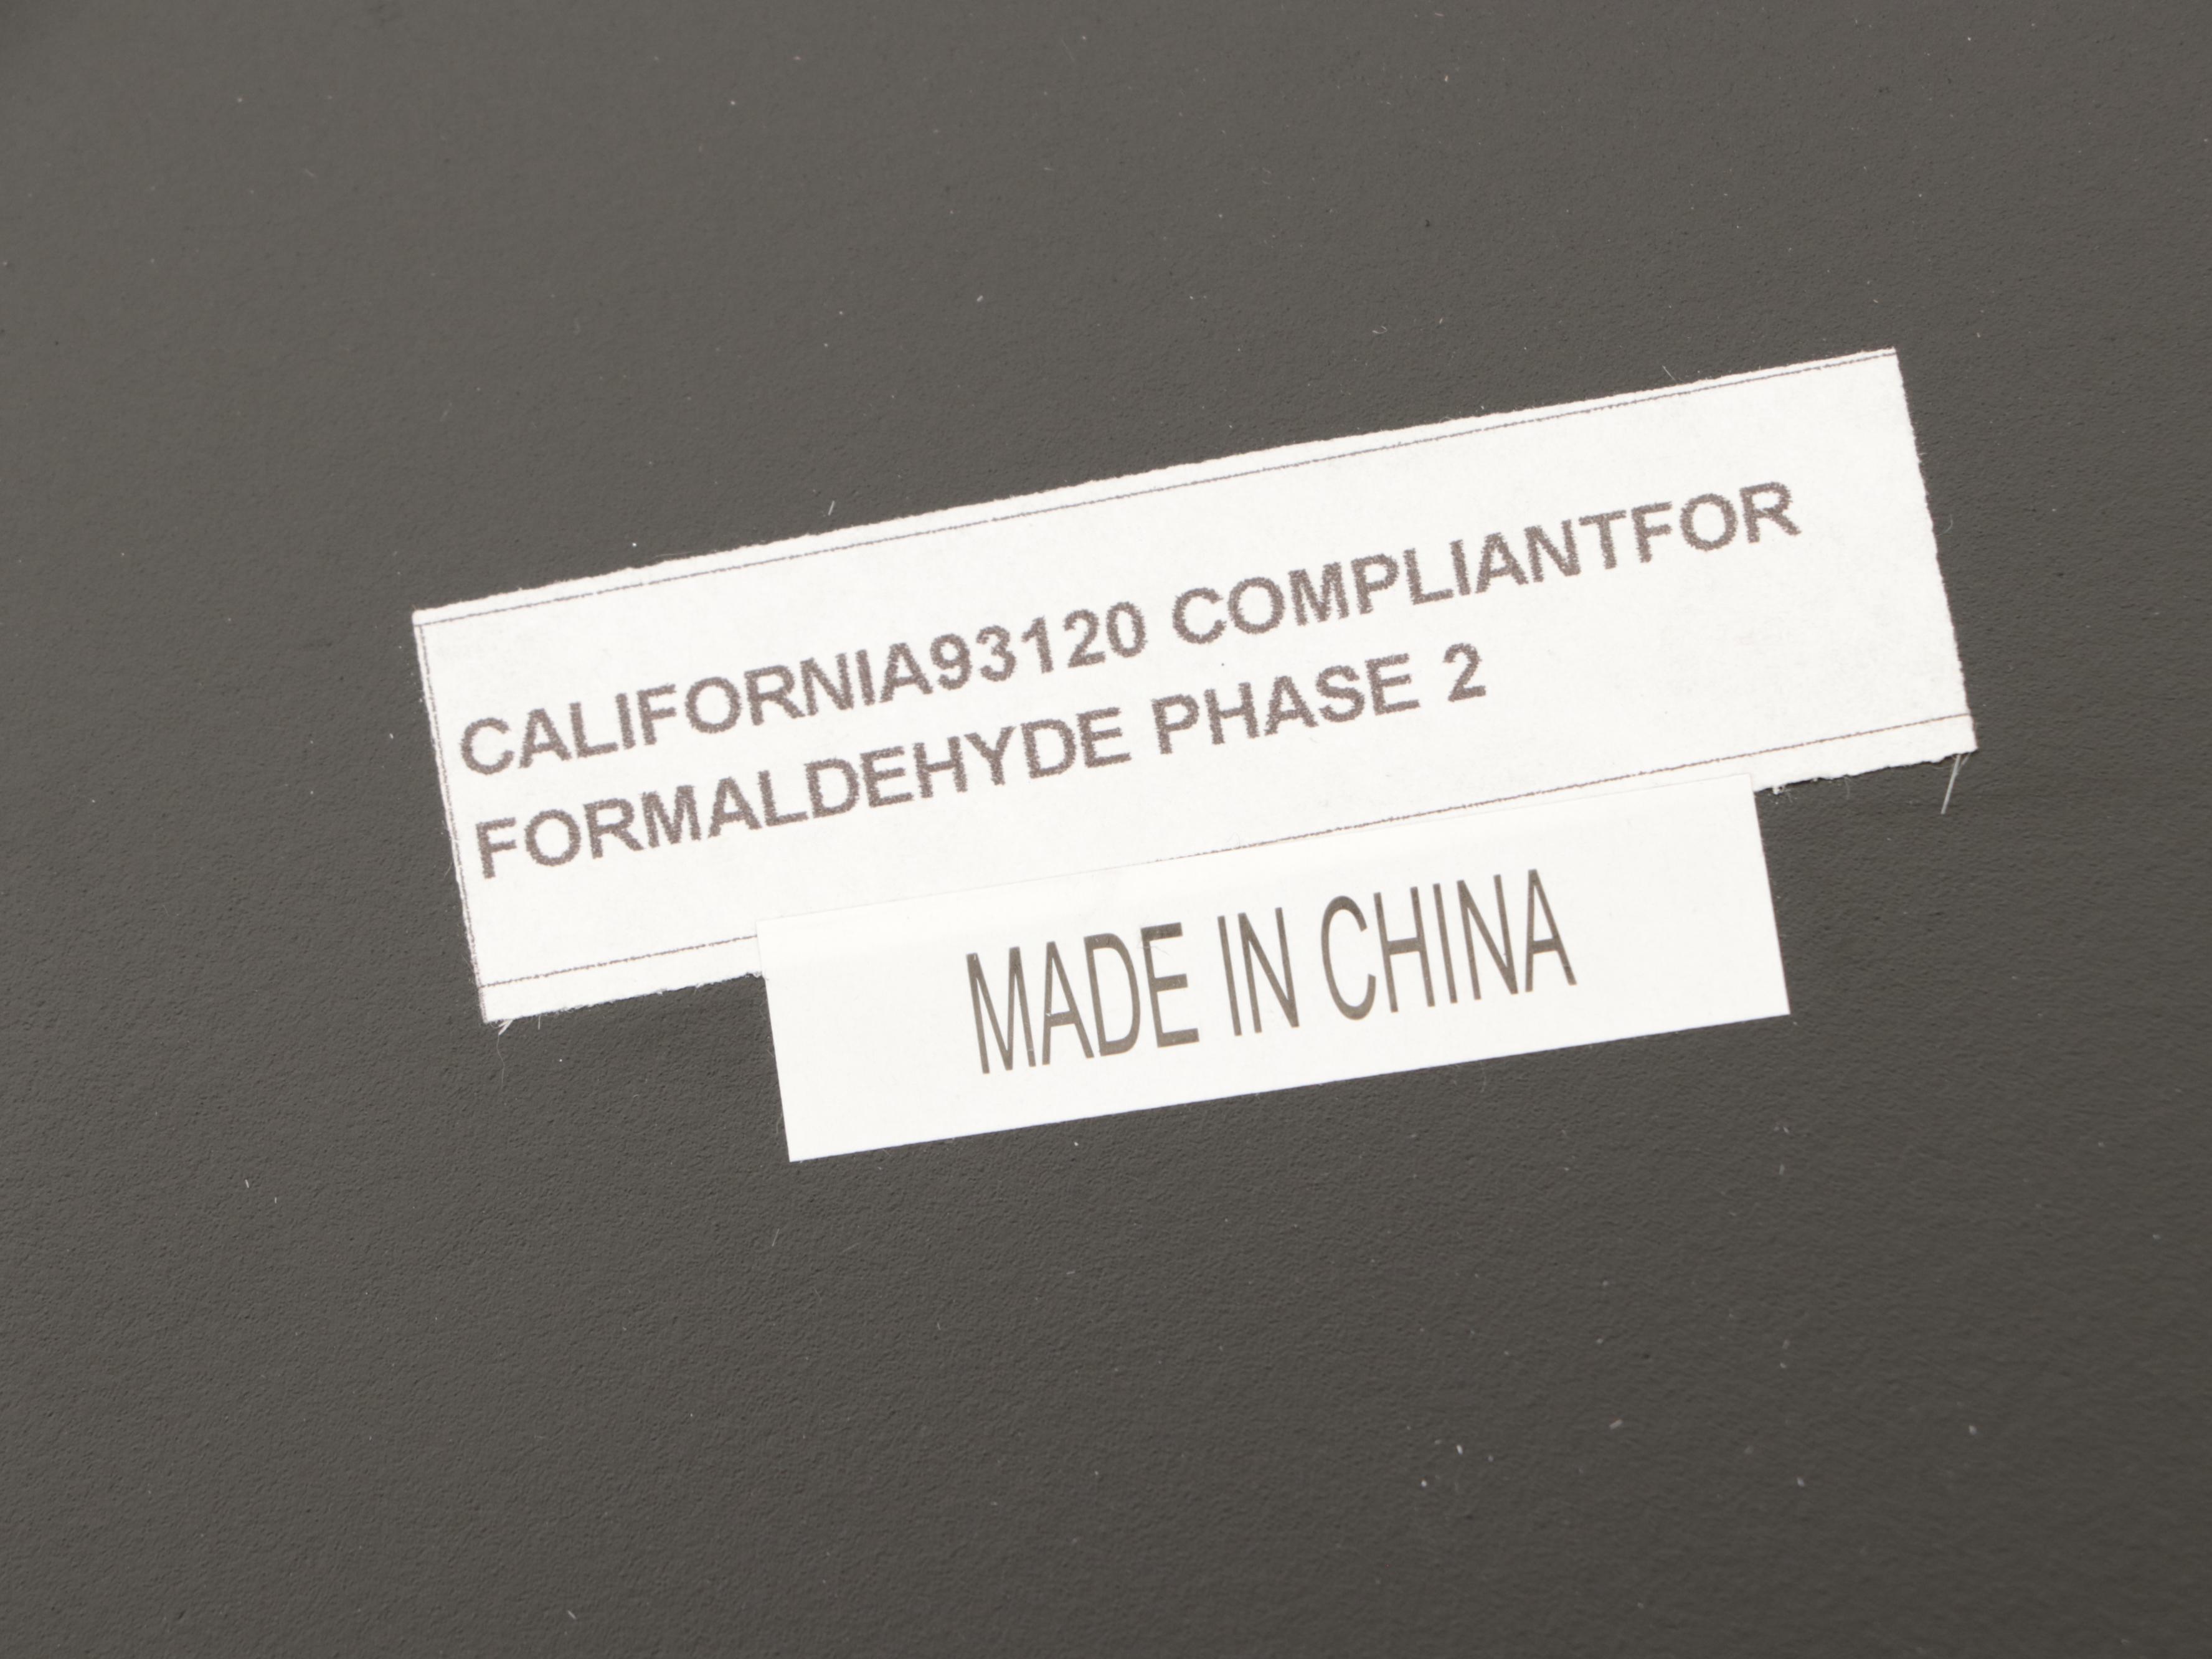 CALIFORNIA93120 COMPLIANTFOR
FORMALDEHYDE PHASE 2
MADE IN CHINA